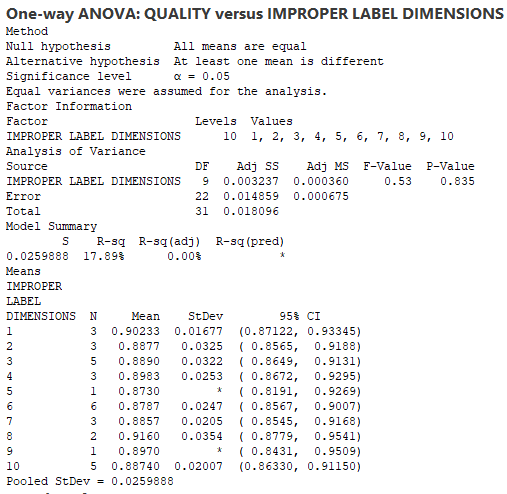 One-way ANOVA: QUALITY versus IMPROPER LABEL DIMENSIONS
Method
Null hypothesis All means are equal
Alternative hypothesis At least one mean is different
Significance level α = 0.05
Equal variances were assumed for the analysis.
Factor Information
Factor Levels Values
IMPROPER LABEL DIMENSIONS 10 1, 2, 3, 4, 5, 6, 7, 8, 9, 10
Analysis of Variance
Source DF Adj SS Adj MS F-Value P-Value
IMPROPER LABEL DIMENSIONS 9 0.003237 0.000360 0.53 0.835
Error 22 0.014859 0.000675
Total 31 0.018096
Model Summary
S R-sq R-sq(adj) R-sq(pred)
0.0259888 17.89% 0.00% *
Means
IMPROPER
LABEL
DIMENSIONS N Mean StDev 95% CI
1 3 0.90233 0.01677 (0.87122, 0.93345)
2 3 0.8877 0.0325 ( 0.8565, 0.9188)
3 5 0.8890 0.0322 ( 0.8649, 0.9131)
4 3 0.8983 0.0253 ( 0.8672, 0.9295)
5 1 0.8730 * ( 0.8191, 0.9269)
6 6 0.8787 0.0247 ( 0.8567, 0.9007)
7 3 0.8857 0.0205 ( 0.8545, 0.9168)
8 2 0.9160 0.0354 ( 0.8779, 0.9541)
9 1 0.8970 * ( 0.8431, 0.9509)
10 5 0.88740 0.02007 (0.86330, 0.91150)
Pooled StDev = 0.0259888